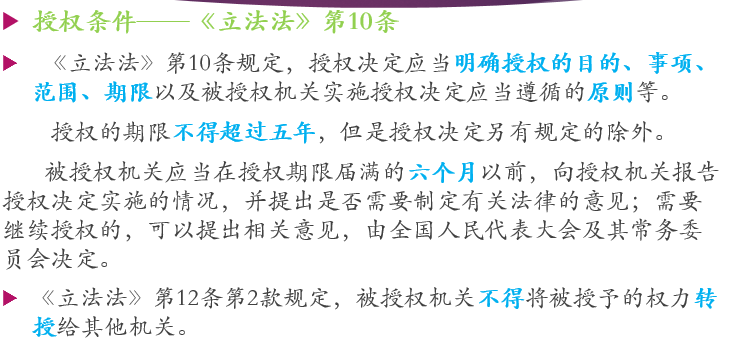 授权条件——《立法法》第10条
《立法法》第10条规定，授权决定应当明确授权的目的、事项、
范围、期限以及被授权机关实施授权决定应当遵循的原则等。
授权的期限不得超过五年，但是授权决定另有规定的除外。
被授权机关应当在授权期限届满的六个月以前，向授权机关报告
授权决定实施的情况，并提出是否需要制定有关法律的意见；需要
继续授权的，可以提出相关意见，由全国人民代表大会及其常务委
员会决定。
《立法法》第12条第2款规定，被授权机关不得将被授予的权力转
授给其他机关。